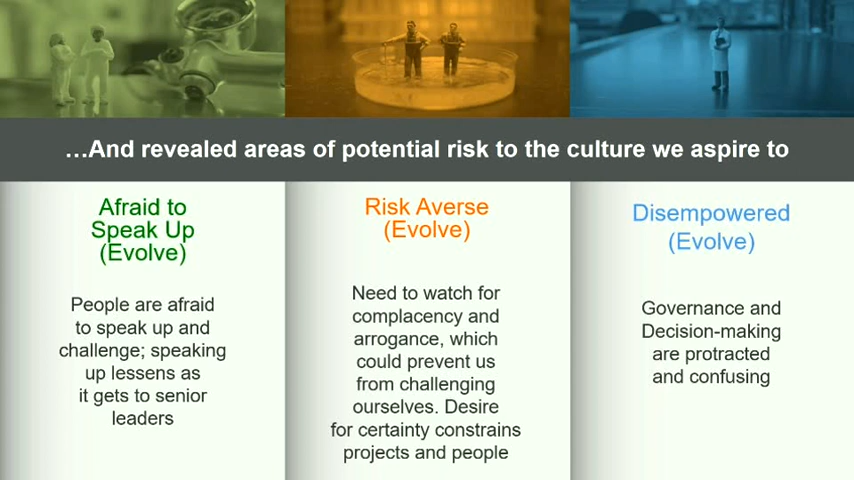 …And revealed areas of potential risk to the culture we aspire to
Afraid to
Speak Up
(Evolve)
People are afraid
to speak up and
challenge; speaking
up lessens as
it gets to senior
leaders
Risk Averse
(Evolve)
Need to watch for
complacency and
arrogance, which
could prevent us
from challenging
ourselves. Desire
for certainty constrains
projects and people
Disempowered
(Evolve)
Governance and
Decision-making
are protracted
and confusing